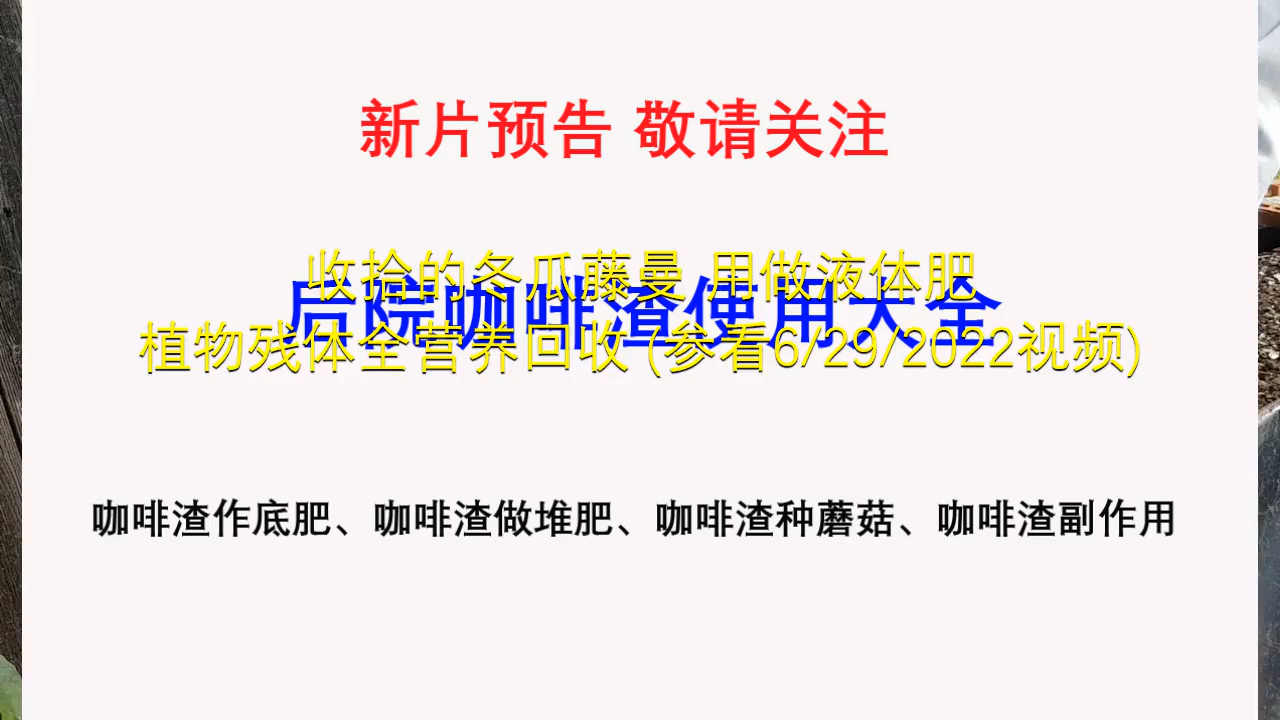 新片预告 敬请关注
收拾的冬瓜藤曼 用做液体肥
后院咖啡渣使用大全
植物残体全营养回收 (参看6/29/2022视频)
咖啡渣作底肥、咖啡渣做堆肥、咖啡渣种蘑菇、咖啡渣副作用